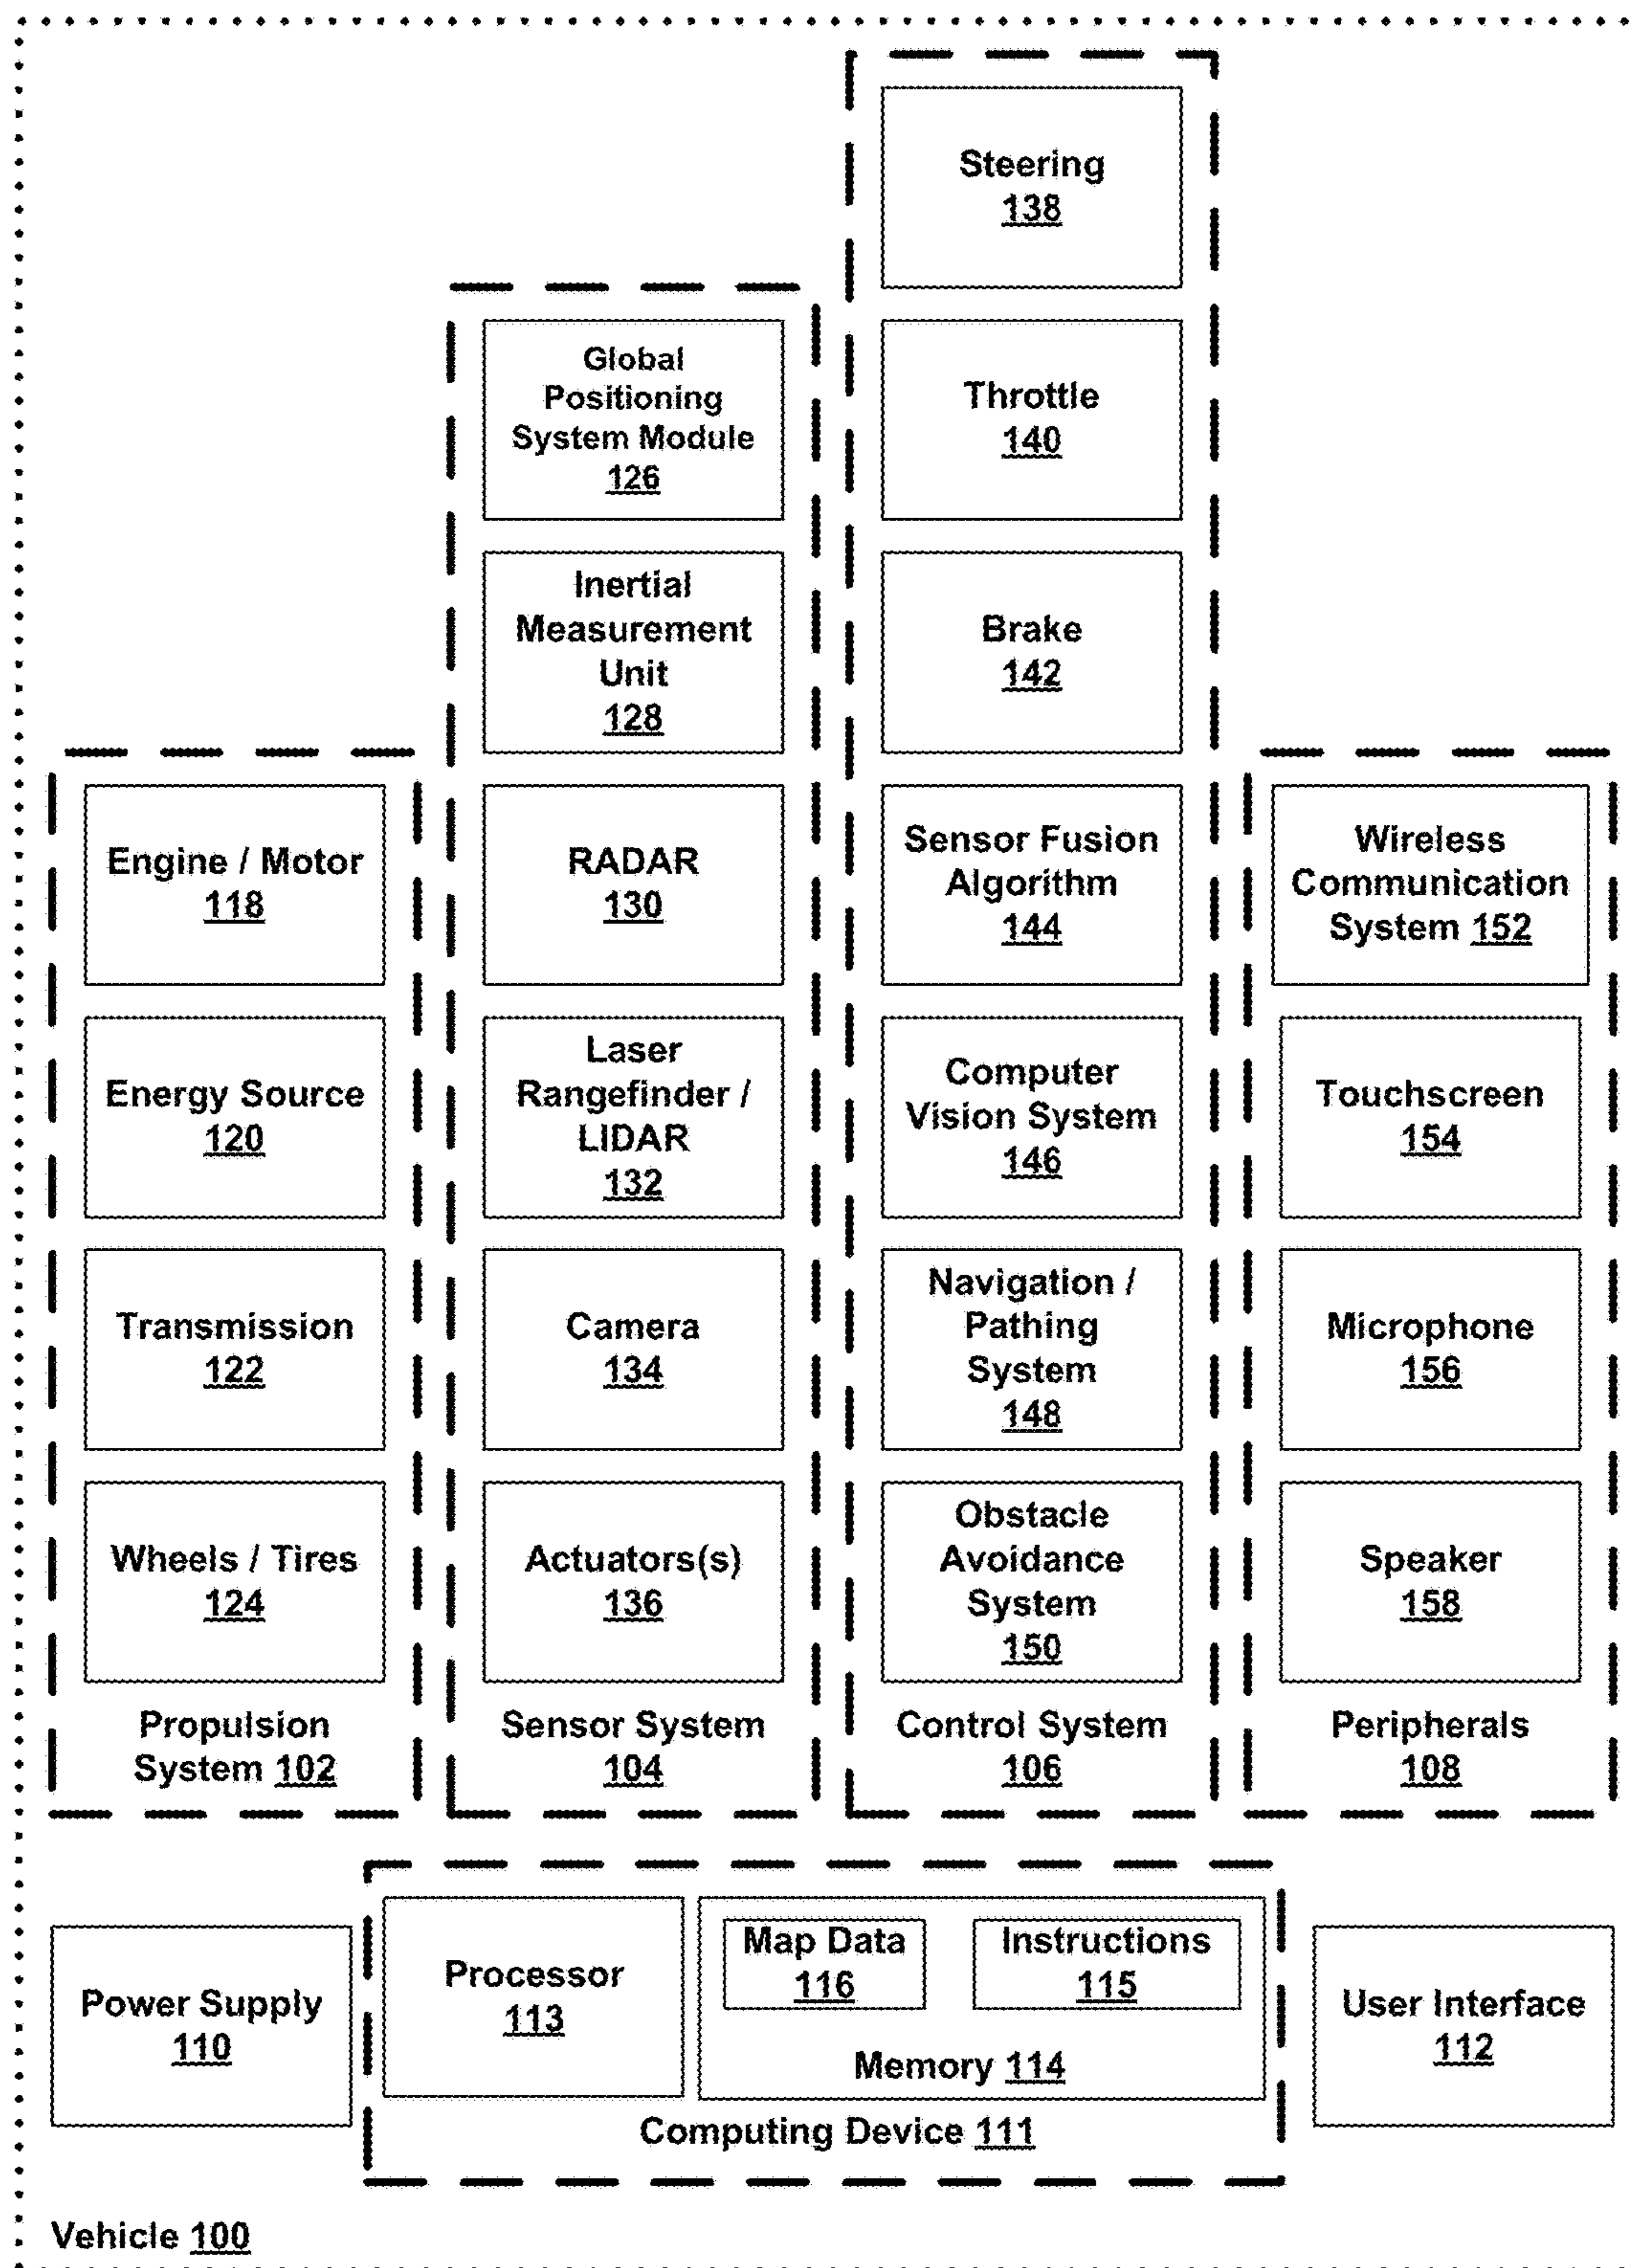 Steering
138
Throttle
140
Brake
142
Sensor Fusion
Algorithm
144
Computer
Vision System
146
Navigation /
Pathing
System
148
Obstacle
Avoidance
System
150
Control System
106
Global
Positioning
System Module
126
Inertial
Measurement
Unit
128
RADAR
130
Laser
Rangefinder /
LIDAR
132
Camera
134
Actuators(s)
136
Sensor System
104
Engine / Motor
118
Energy Source
120
Transmission
122
Wheels / Tires
124
Propulsion
System 102
Wireless
Communication
System 152
Touchscreen
154
Microphone
156
Speaker
158
Peripherals
108
Power Supply
110
Processor
113
Map Data
116
Instructions
115
Memory 114
Computing Device 111
User Interface
112
Vehicle 100